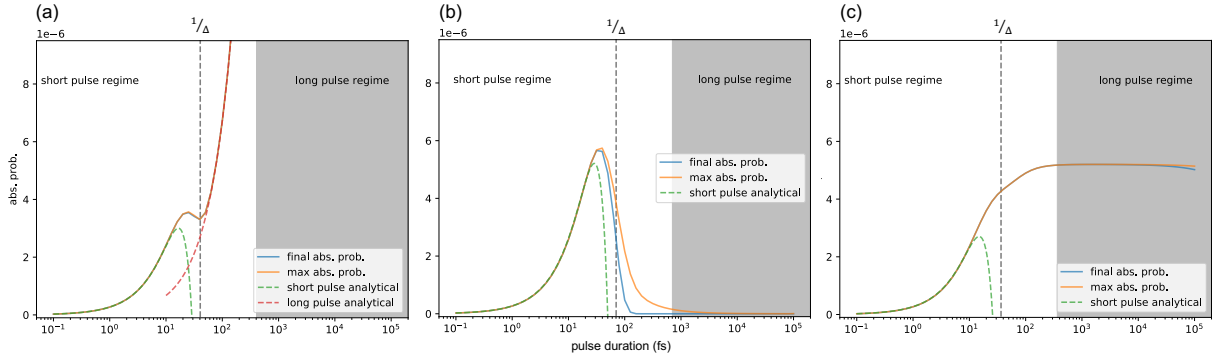 (a)
1/Δ
1e−6
short pulse regime
long pulse regime
abs. prob.
8
6
4
2
0
final abs. prob.
max abs. prob.
short pulse analytical
long pulse analytical
10⁻¹ 10⁰ 10¹ 10² 10³ 10⁴ 10⁵
(b)
1/Δ
1e−6
short pulse regime
long pulse regime
8
6
4
2
0
final abs. prob.
max abs. prob.
short pulse analytical
10⁻¹ 10⁰ 10¹ 10² 10³ 10⁴ 10⁵
pulse duration (fs)
(c)
1/Δ
1e−6
short pulse regime
long pulse regime
8
6
4
2
0
final abs. prob.
max abs. prob.
short pulse analytical
10⁻¹ 10⁰ 10¹ 10² 10³ 10⁴ 10⁵